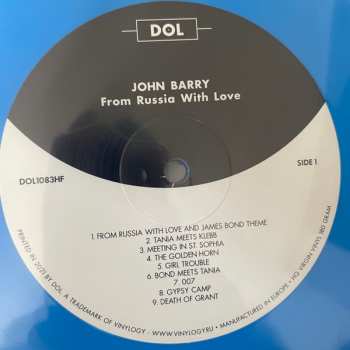 DOL
JOHN BARRY
From Russia With Love
DOL1083HF
SIDE 1
1. FROM RUSSIA WITH LOVE AND JAMES BOND THEME
2. TANIA MEETS KLEBB
3. MEETING IN ST. SOPHIA
4. THE GOLDEN HORN
5. GIRL TROUBLE
6. BOND MEETS TANIA
7. 007
8. GYPSY CAMP
9. DEATH OF GRANT
PRINTED IN 2021 BY DOL. A TRADEMARK OF VINYLOGY • WWW.VINYLOGY.RU • MANUFACTURED IN EUROPE • HQ VIRGIN VINYL 180 GRAM